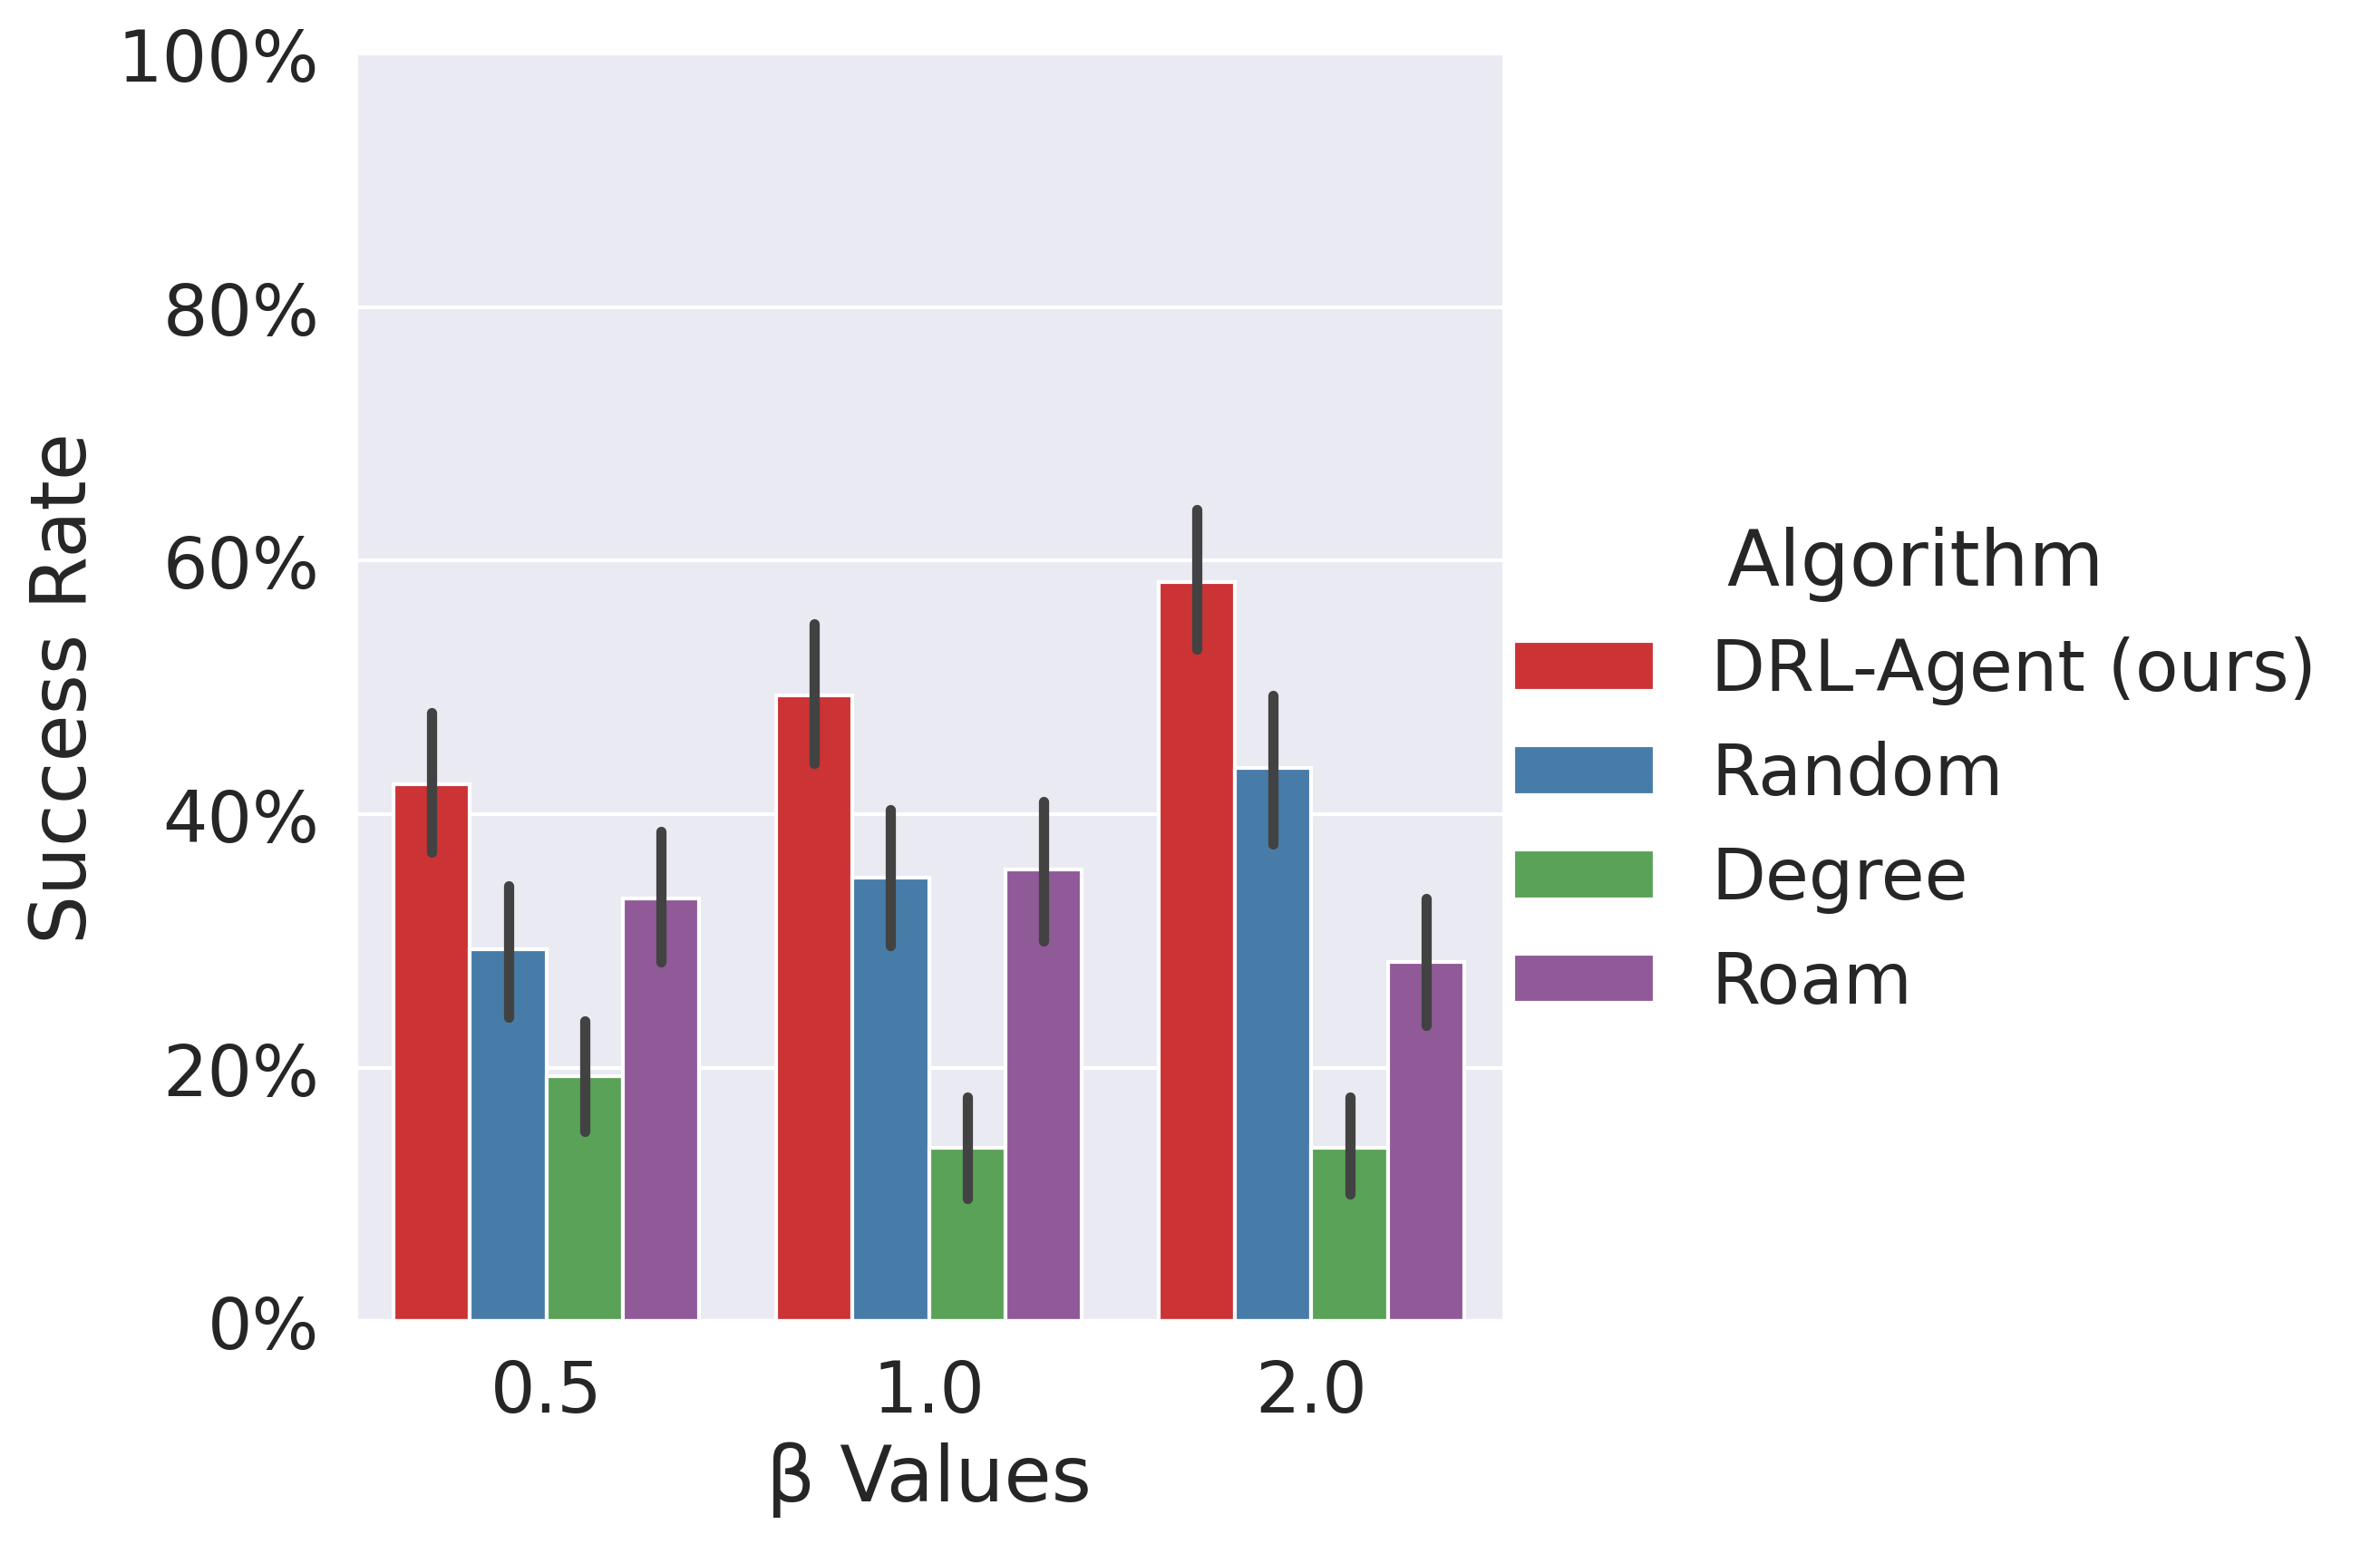 100%
80%
60%
40%
20%
0%
Success Rate
0.5 1.0 2.0
β Values
Algorithm
DRL-Agent (ours)
Random
Degree
Roam